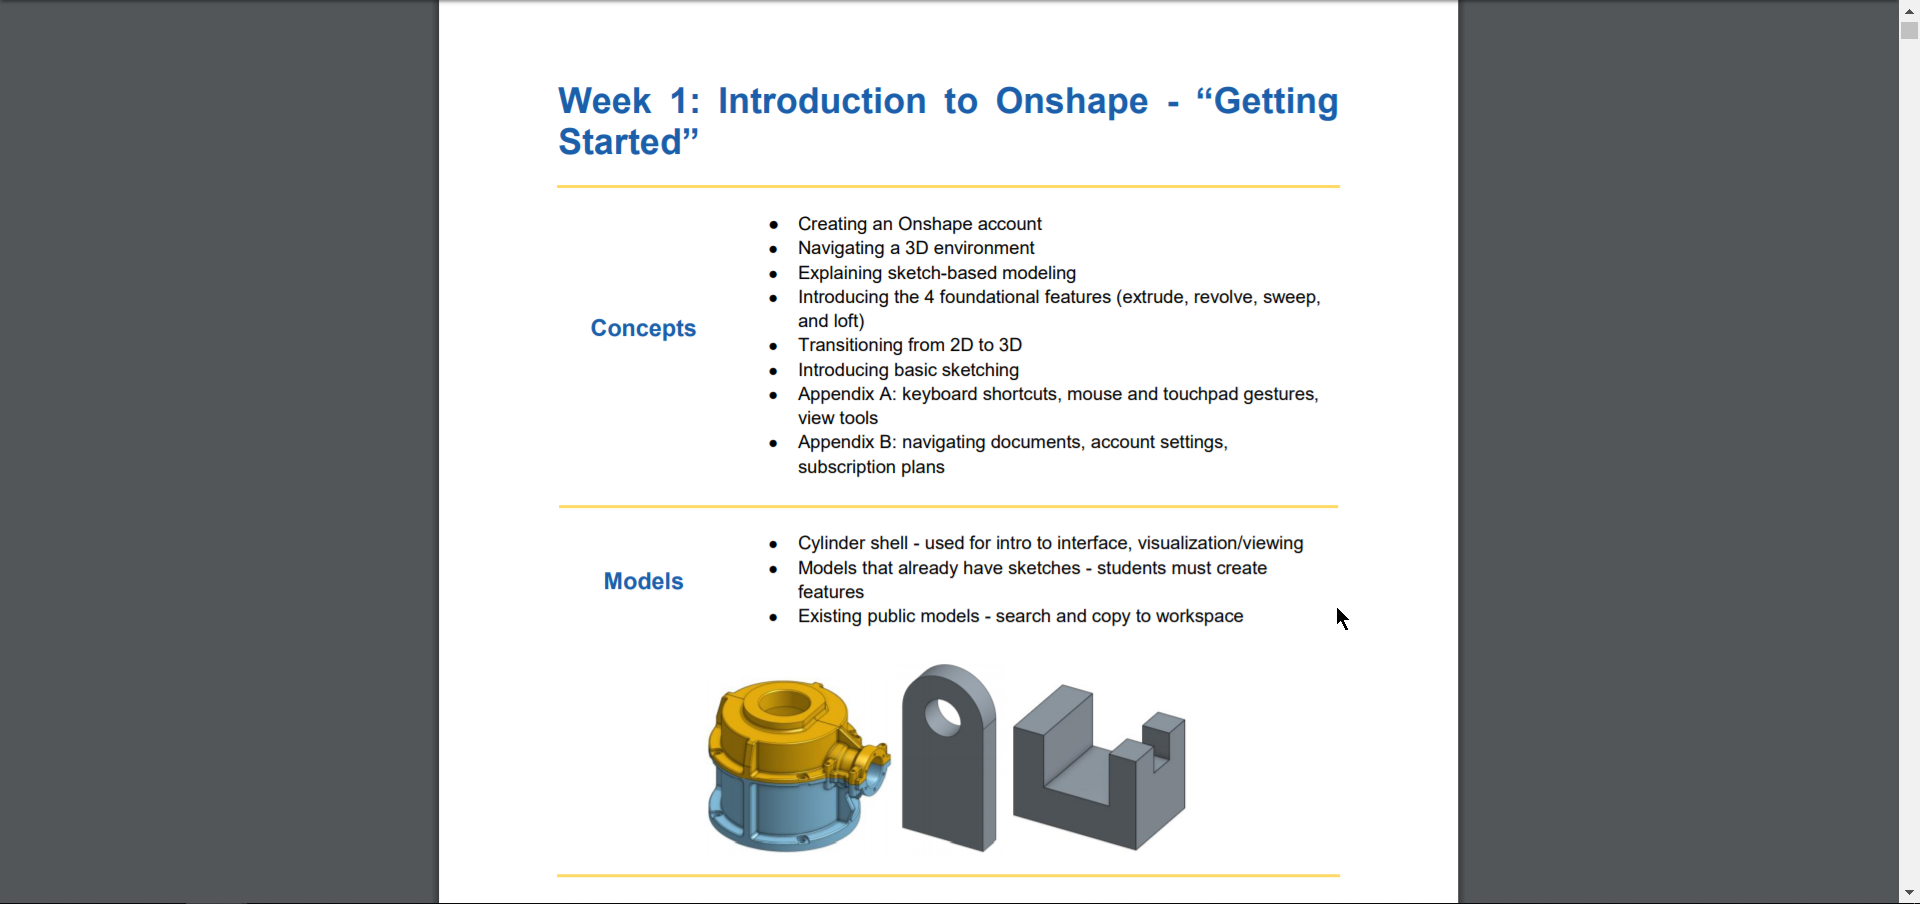 Week 1: Introduction to Onshape - “Getting
Started”
Concepts
● Creating an Onshape account
● Navigating a 3D environment
● Explaining sketch-based modeling
● Introducing the 4 foundational features (extrude, revolve, sweep,
and loft)
● Transitioning from 2D to 3D
● Introducing basic sketching
● Appendix A: keyboard shortcuts, mouse and touchpad gestures,
view tools
● Appendix B: navigating documents, account settings,
subscription plans
Models
● Cylinder shell - used for intro to interface, visualization/viewing
● Models that already have sketches - students must create
features
● Existing public models - search and copy to workspace